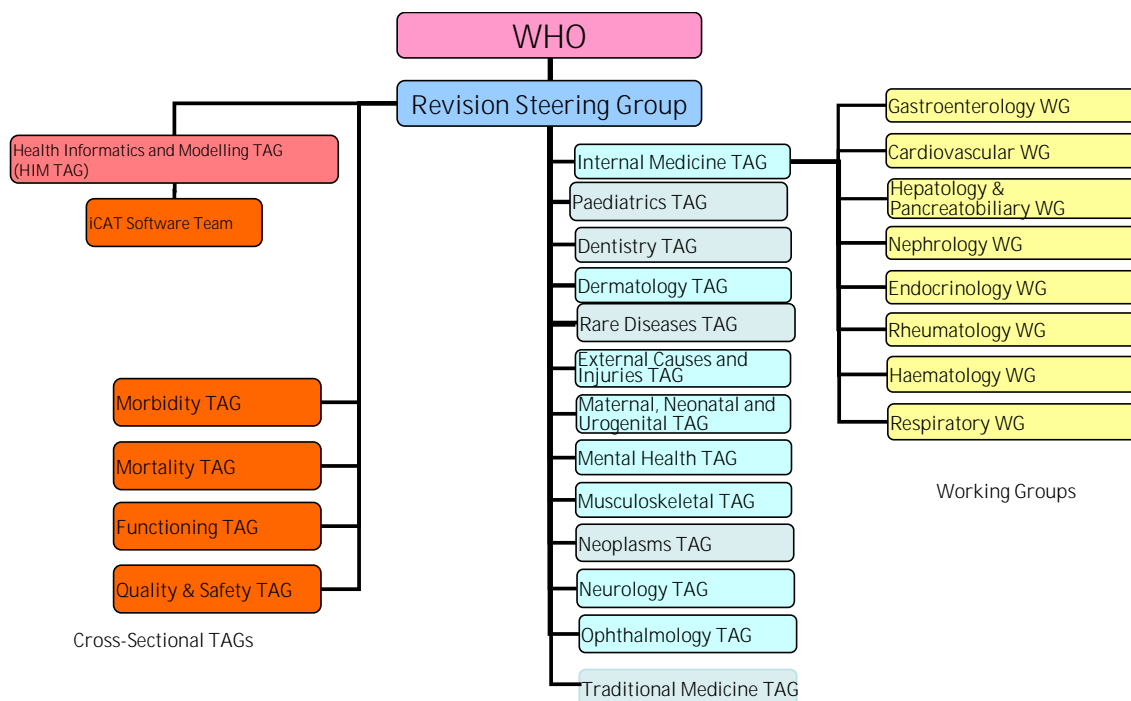 WHO
Revision Steering Group
Health Informatics and Modelling TAG
(HIM TAG)
iCAT Software Team
Morbidity TAG
Mortality TAG
Functioning TAG
Quality & Safety TAG
Cross-Sectional TAGs
Internal Medicine TAG
Paediatrics TAG
Dentistry TAG
Dermatology TAG
Rare Diseases TAG
External Causes and
Injuries TAG
Maternal, Neonatal and
Urogenital TAG
Mental Health TAG
Musculoskeletal TAG
Neoplasms TAG
Neurology TAG
Ophthalmology TAG
Traditional Medicine TAG
Gastroenterology WG
Cardiovascular WG
Hepatology &
Pancreatobiliary WG
Nephrology WG
Endocrinology WG
Rheumatology WG
Haematology WG
Respiratory WG
Working Groups